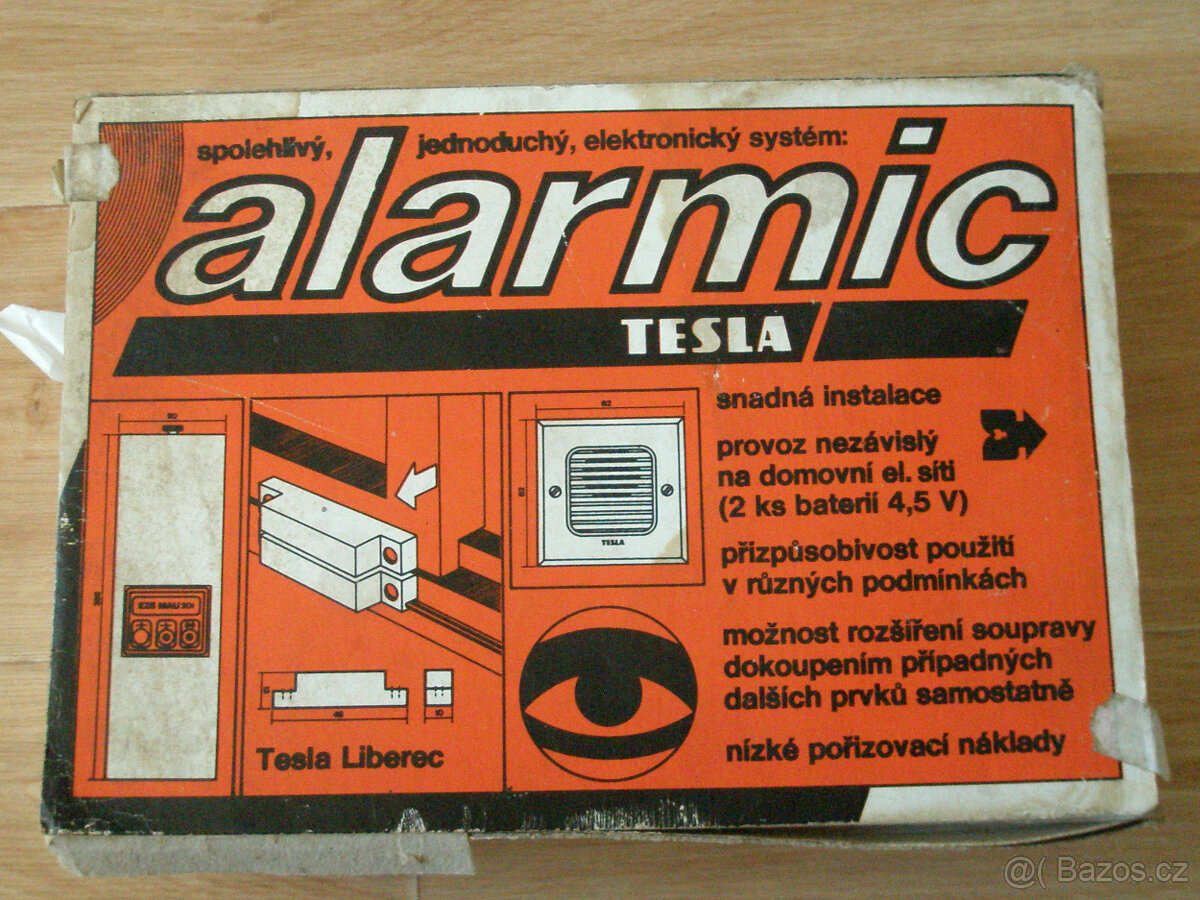 spolehlivý, jednoduchý, elektronický systém:
alarmic
TESLA
snadná instalace
provoz nezávislý
na domovní el. síti
(2 ks baterií 4,5 V)
přizpůsobivost použití
v různých podmínkách
možnost rozšíření soupravy
dokoupením případných
dalších prvků samostatně
nízké pořizovací náklady
82
TESLA
Tesla Liberec
@( Bazos.cz